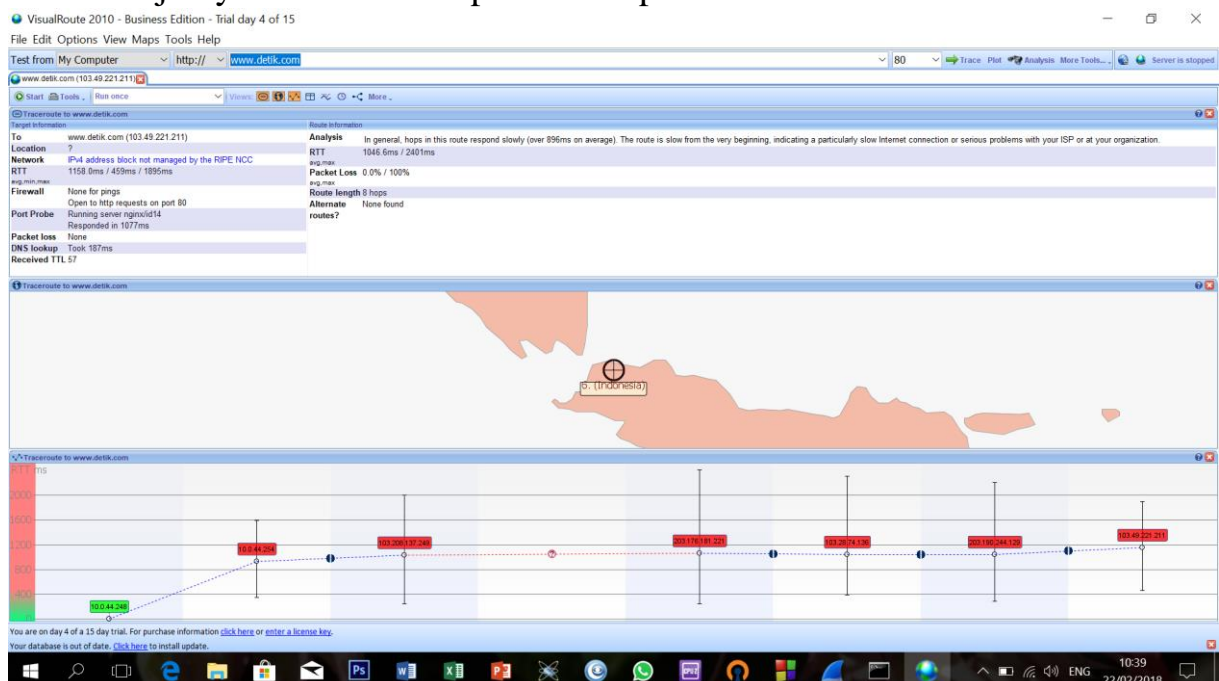 VisualRoute 2010 - Business Edition - Trial day 4 of 15
File Edit Options View Maps Tools Help
Test from My Computer http:// www.detik.com 80 Trace Plot Analysis More Tools... Server is stopped
www.detik.com (103.49.221.211)
Start Tools Run once Views: More
Traceroute to www.detik.com
Target Information
To www.detik.com (103.49.221.211)
Location ?
Network IPv4 address block not managed by the RIPE NCC
RTT 1158.0ms / 459ms / 1895ms
avg,min,max
Firewall None for pings
Open to http requests on port 80
Port Probe Running server nginx/id14
Responded in 1077ms
Packet loss None
DNS lookup Took 187ms
Received TTL 57
Route Information
Analysis In general, hops in this route respond slowly (over 896ms on average). The route is slow from the very beginning, indicating a particularly slow Internet connection or serious problems with your ISP or at your organization.
RTT 1046.6ms / 2401ms
avg,max
Packet Loss 0.0% / 100%
avg,max
Route length 8 hops
Alternate routes? None found
Traceroute to www.detik.com
6. (Indonesia)
Traceroute to www.detik.com
RTT ms
2000
1600
1200
800
400
0
10.0.44.248
10.0.44.254
203.176.181.221
203.190.244.129
103.49.221.211
You are on day 4 of a 15 day trial. For purchase information click here or enter a license key.
Your database is out of date. Click here to install update.
ENG
10:39
22/02/2018